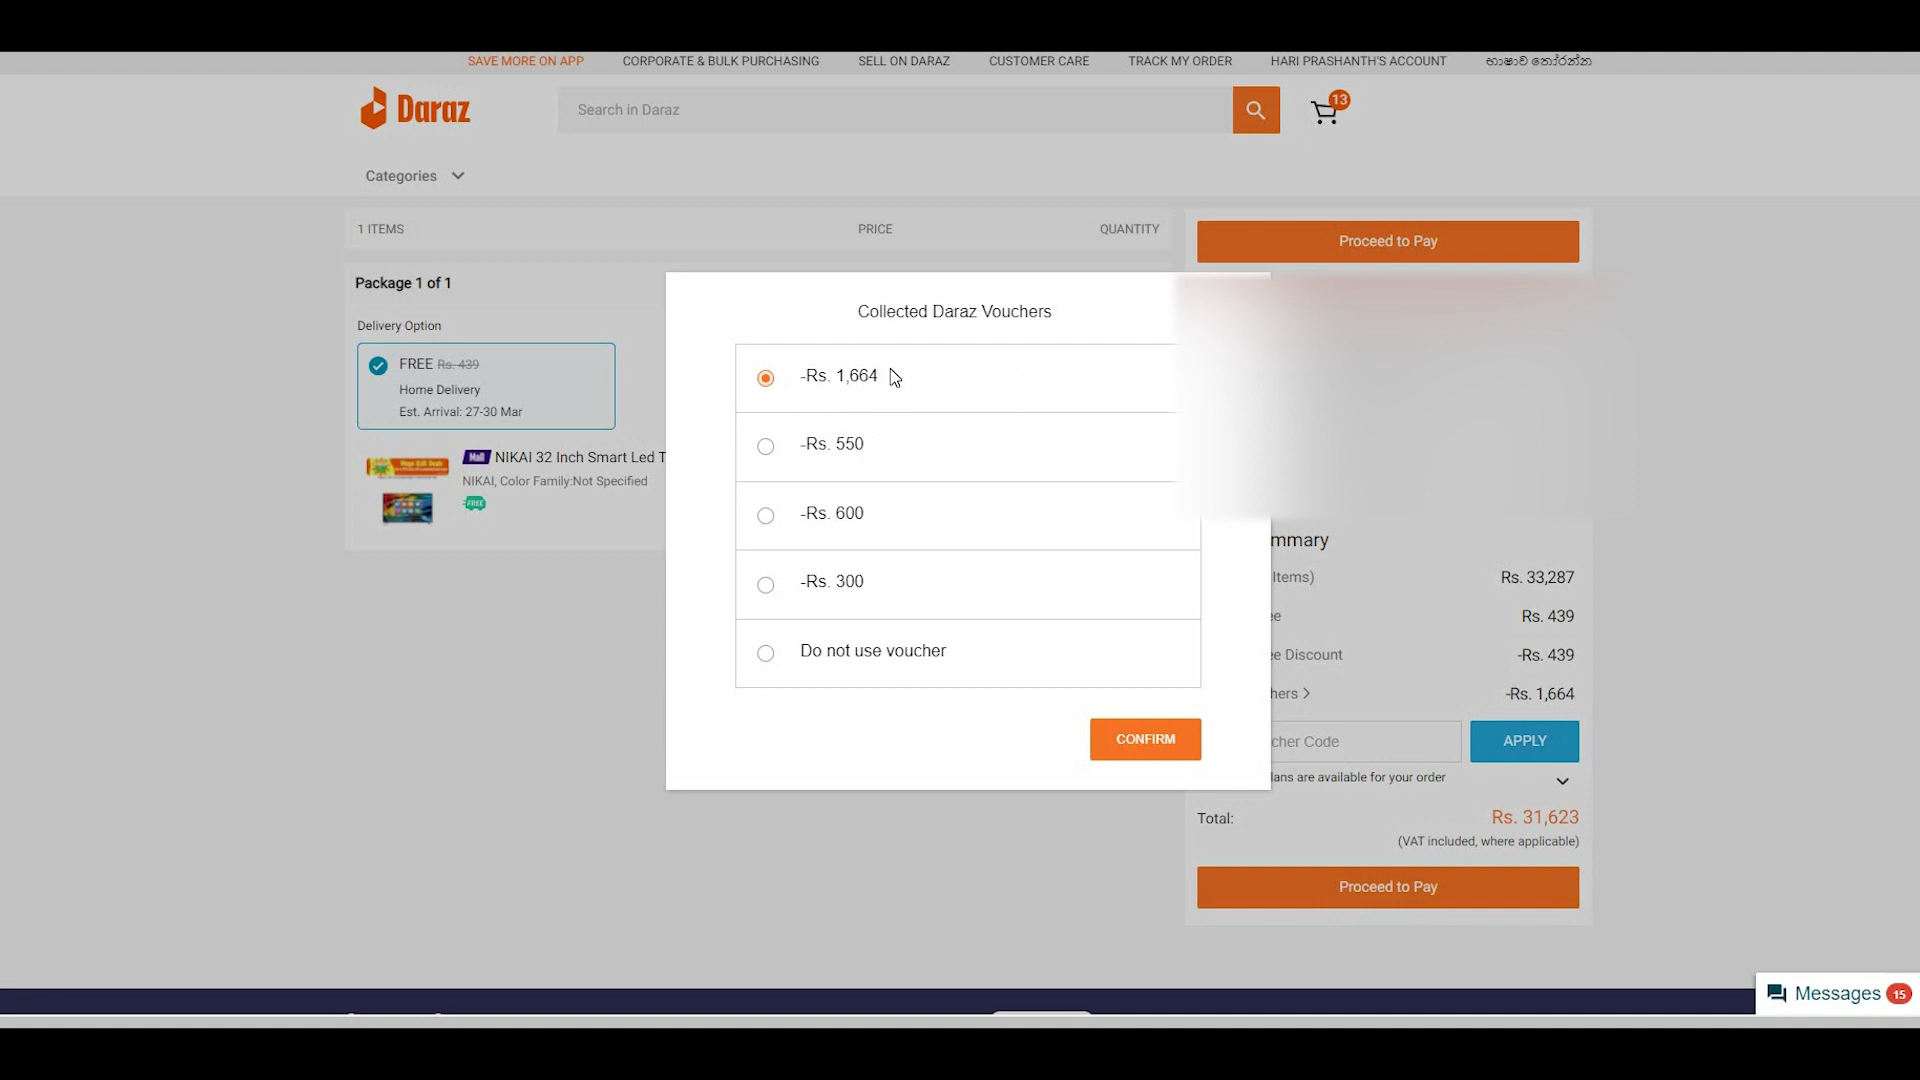 SAVE MORE ON APP CORPORATE & BULK PURCHASING SELL ON DARAZ CUSTOMER CARE TRACK MY ORDER HARI PRASHANTH'S ACCOUNT භාෂාව තෝරන්න
Daraz Search in Daraz 13
Categories
1 ITEMS PRICE QUANTITY
Proceed to Pay
Package 1 of 1
Delivery Option
FREE Rs. 439
Home Delivery
Est. Arrival: 27-30 Mar
Mall NIKAI 32 Inch Smart Led T
NIKAI, Color Family:Not Specified
FREE
Collected Daraz Vouchers
-Rs. 1,664
-Rs. 550
-Rs. 600
-Rs. 300
Do not use voucher
CONFIRM
mmary
Items) Rs. 33,287
ee Rs. 439
ee Discount -Rs. 439
hers -Rs. 1,664
cher Code APPLY
lans are available for your order
Total: Rs. 31,623
(VAT included, where applicable)
Proceed to Pay
Messages 15